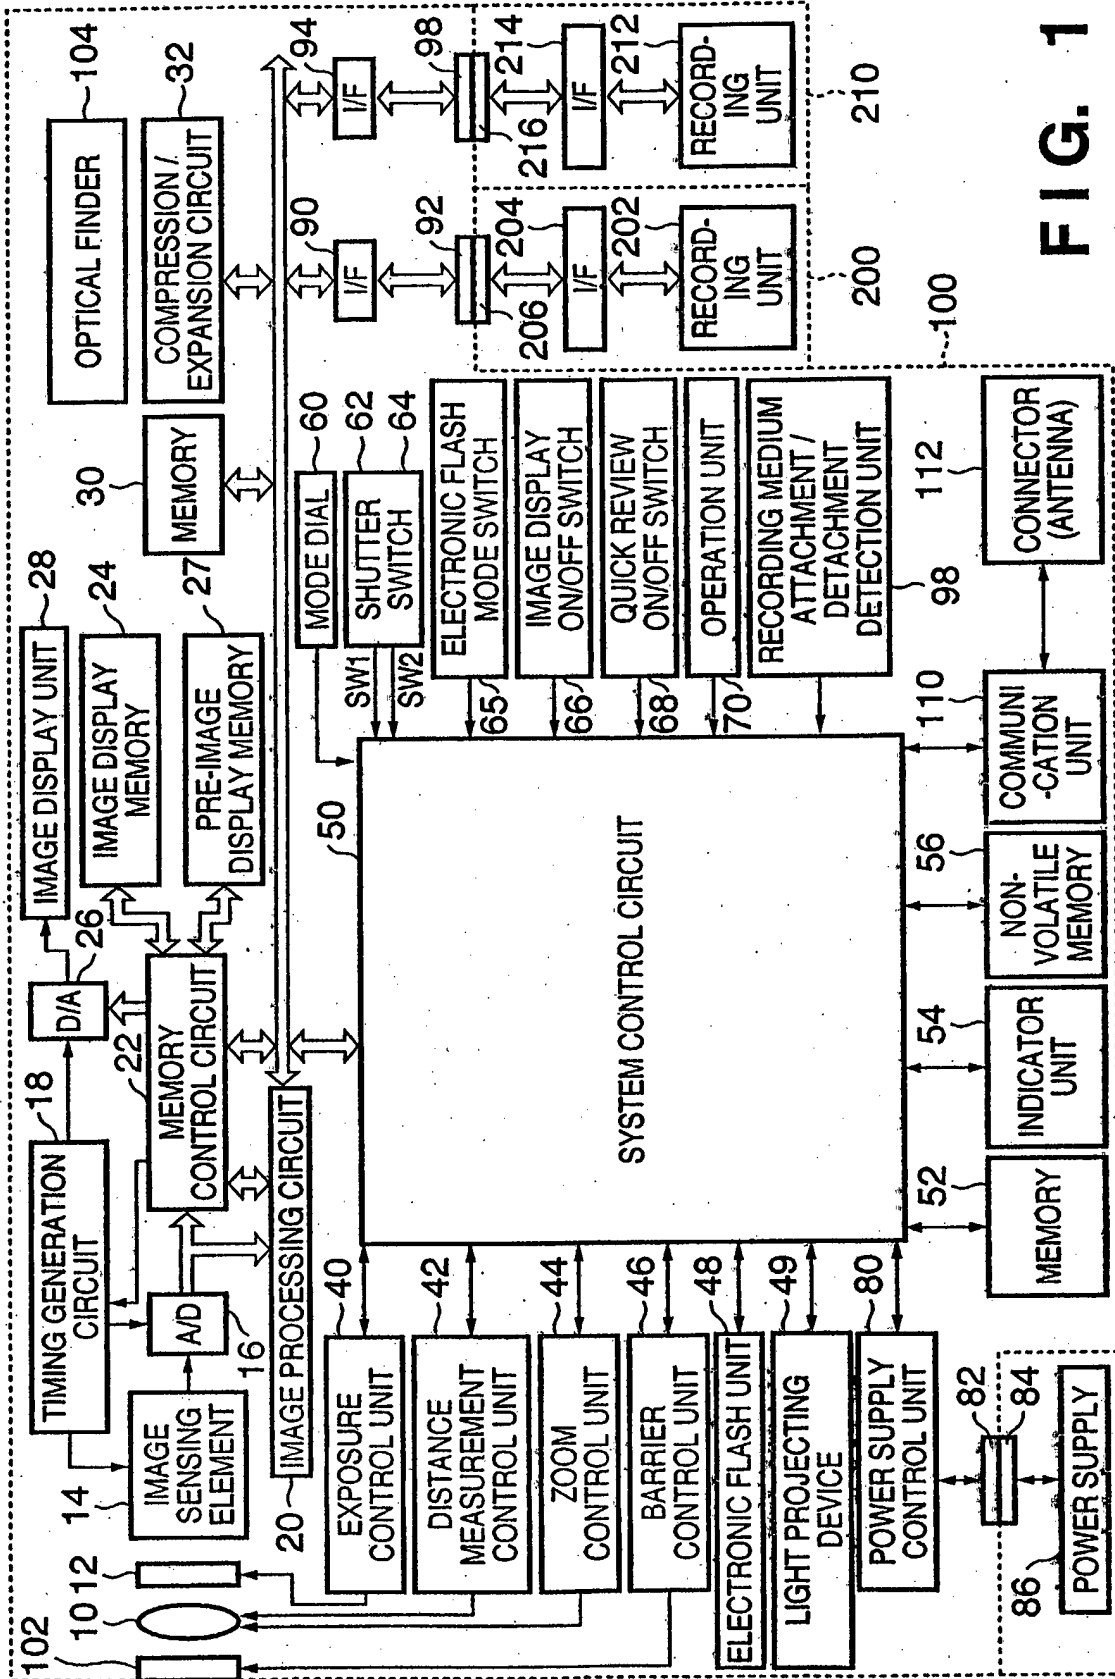 102
10
12
14
IMAGE
SENSING
ELEMENT
TIMING GENERATION
CIRCUIT
18
A/D
16
22
MEMORY
CONTROL CIRCUIT
D/A
26
IMAGE DISPLAY UNIT
28
IMAGE DISPLAY
MEMORY
24
PRE-IMAGE
DISPLAY MEMORY
27
30
MEMORY
OPTICAL FINDER
104
COMPRESSION /
EXPANSION CIRCUIT
32
20
IMAGE PROCESSING CIRCUIT
90
I/F
92
206
204
I/F
202
RECORD-
ING
UNIT
200
94
I/F
98
216
214
I/F
212
RECORD-
ING
UNIT
210
EXPOSURE
CONTROL UNIT
40
DISTANCE
MEASUREMENT
CONTROL UNIT
42
ZOOM
CONTROL UNIT
44
BARRIER
CONTROL UNIT
46
ELECTRONIC FLASH UNIT
48
LIGHT PROJECTING
DEVICE
49
POWER SUPPLY
CONTROL UNIT
80
82
84
86
POWER SUPPLY
50
SYSTEM CONTROL CIRCUIT
MODE DIAL
60
SHUTTER
SWITCH
62
64
SW1
SW2
ELECTRONIC FLASH
MODE SWITCH
65
IMAGE DISPLAY
ON/OFF SWITCH
66
QUICK REVIEW
ON/OFF SWITCH
68
OPERATION UNIT
70
RECORDING MEDIUM
ATTACHMENT /
DETACHMENT
DETECTION UNIT
98
52
MEMORY
54
INDICATOR
UNIT
56
NON-
VOLATILE
MEMORY
110
COMMUNI
-CATION
UNIT
112
CONNECTOR
(ANTENNA)
100
FIG. 1